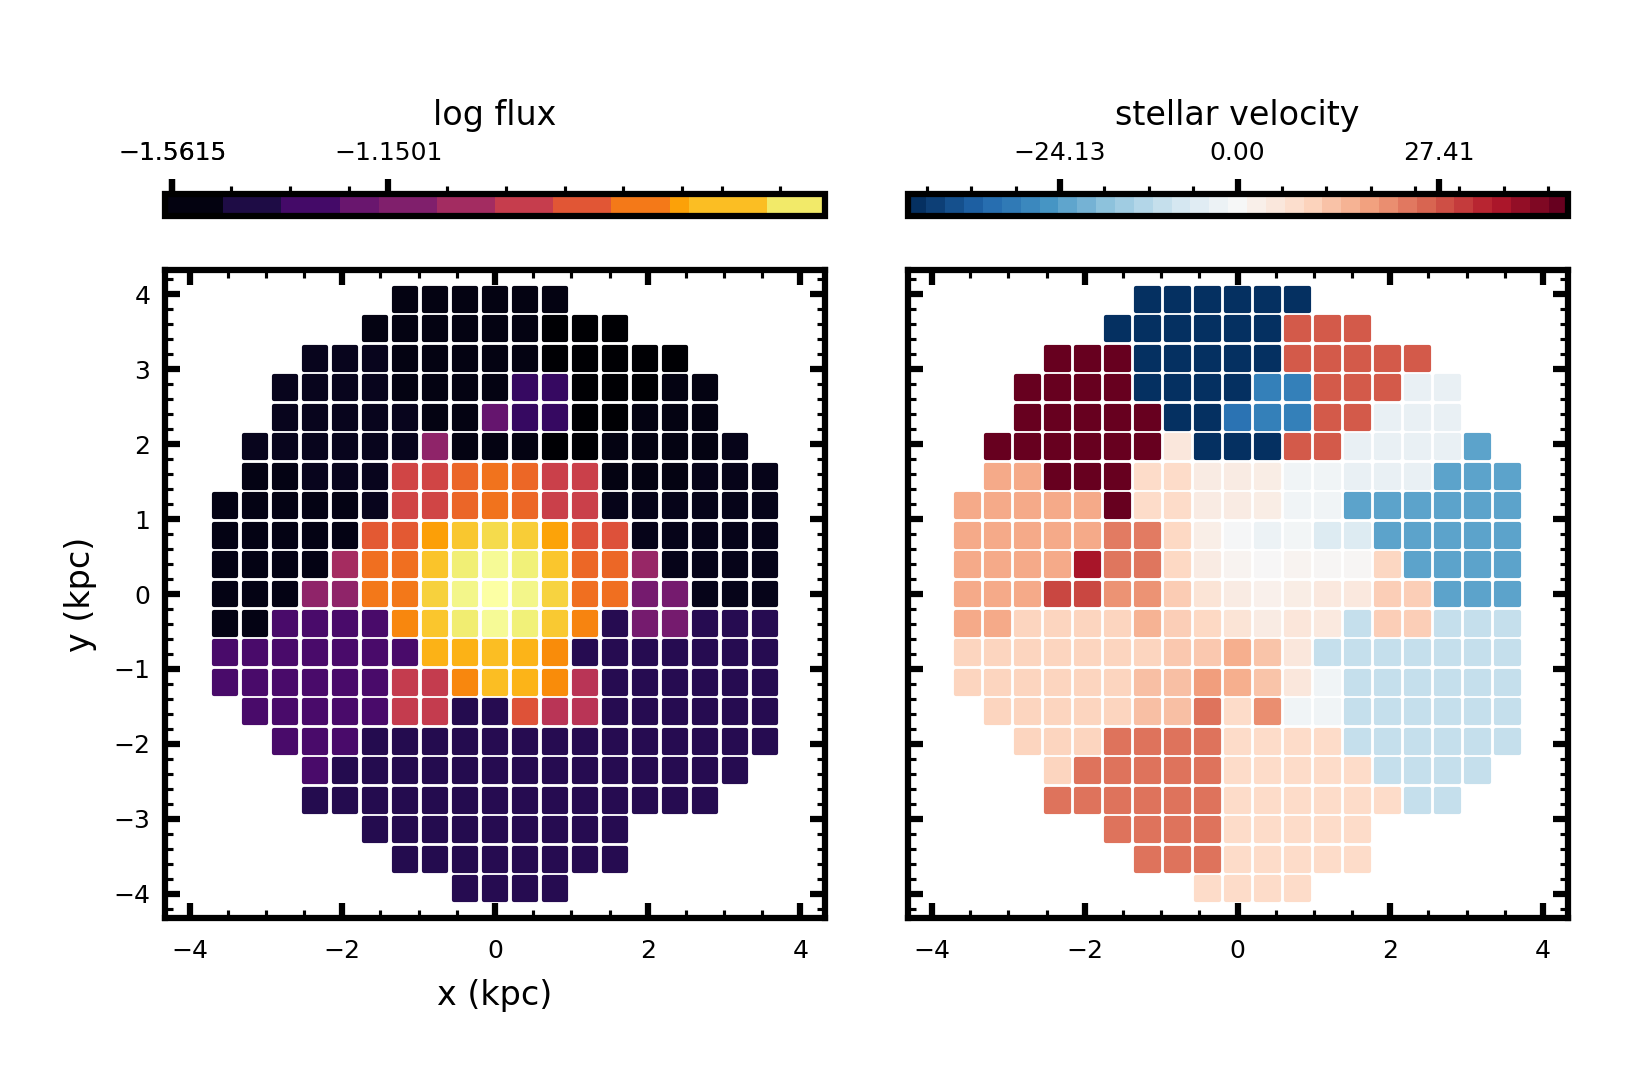 log flux
stellar velocity
−1.5615 −1.1501
−24.13 0.00 27.41
4
3
2
1
0
−1
−2
−3
−4
y (kpc)
−4 −2 0 2 4
−4 −2 0 2 4
x (kpc)